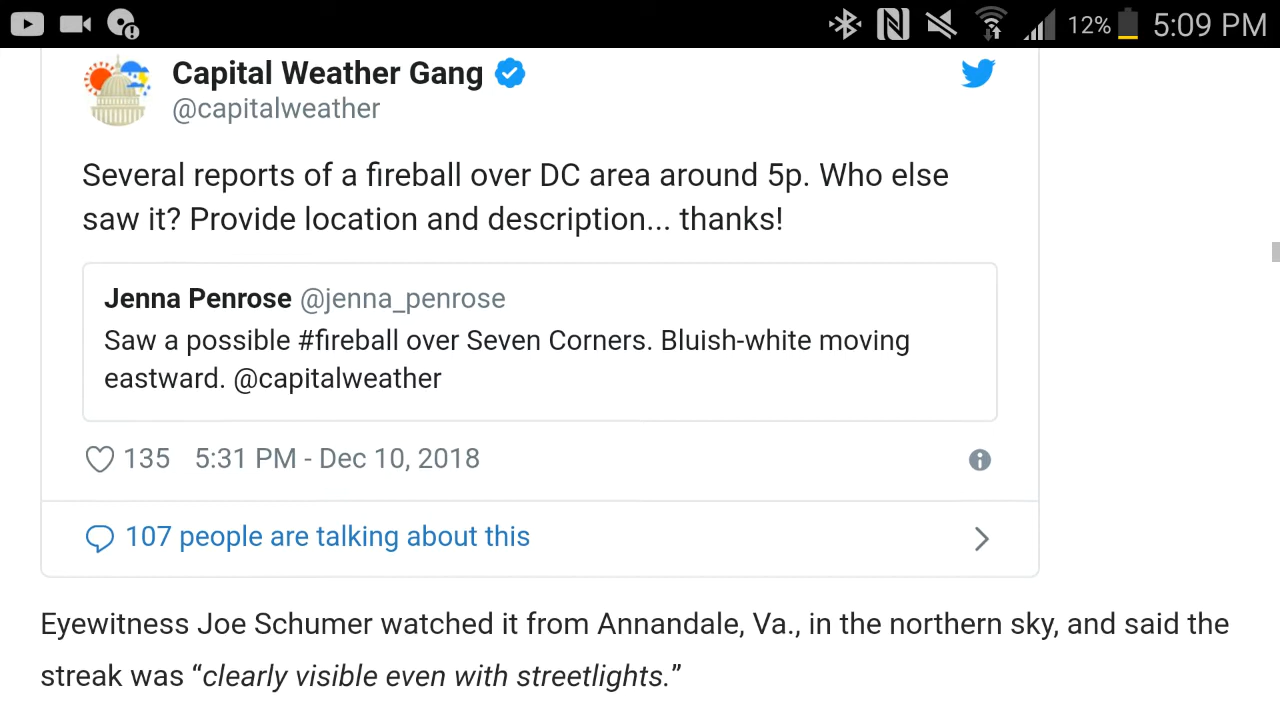 12% 5:09 PM
Capital Weather Gang
@capitalweather
Several reports of a fireball over DC area around 5p. Who else
saw it? Provide location and description... thanks!
Jenna Penrose @jenna_penrose
Saw a possible #fireball over Seven Corners. Bluish-white moving
eastward. @capitalweather
135 5:31 PM - Dec 10, 2018
107 people are talking about this
Eyewitness Joe Schumer watched it from Annandale, Va., in the northern sky, and said the
streak was “clearly visible even with streetlights.”